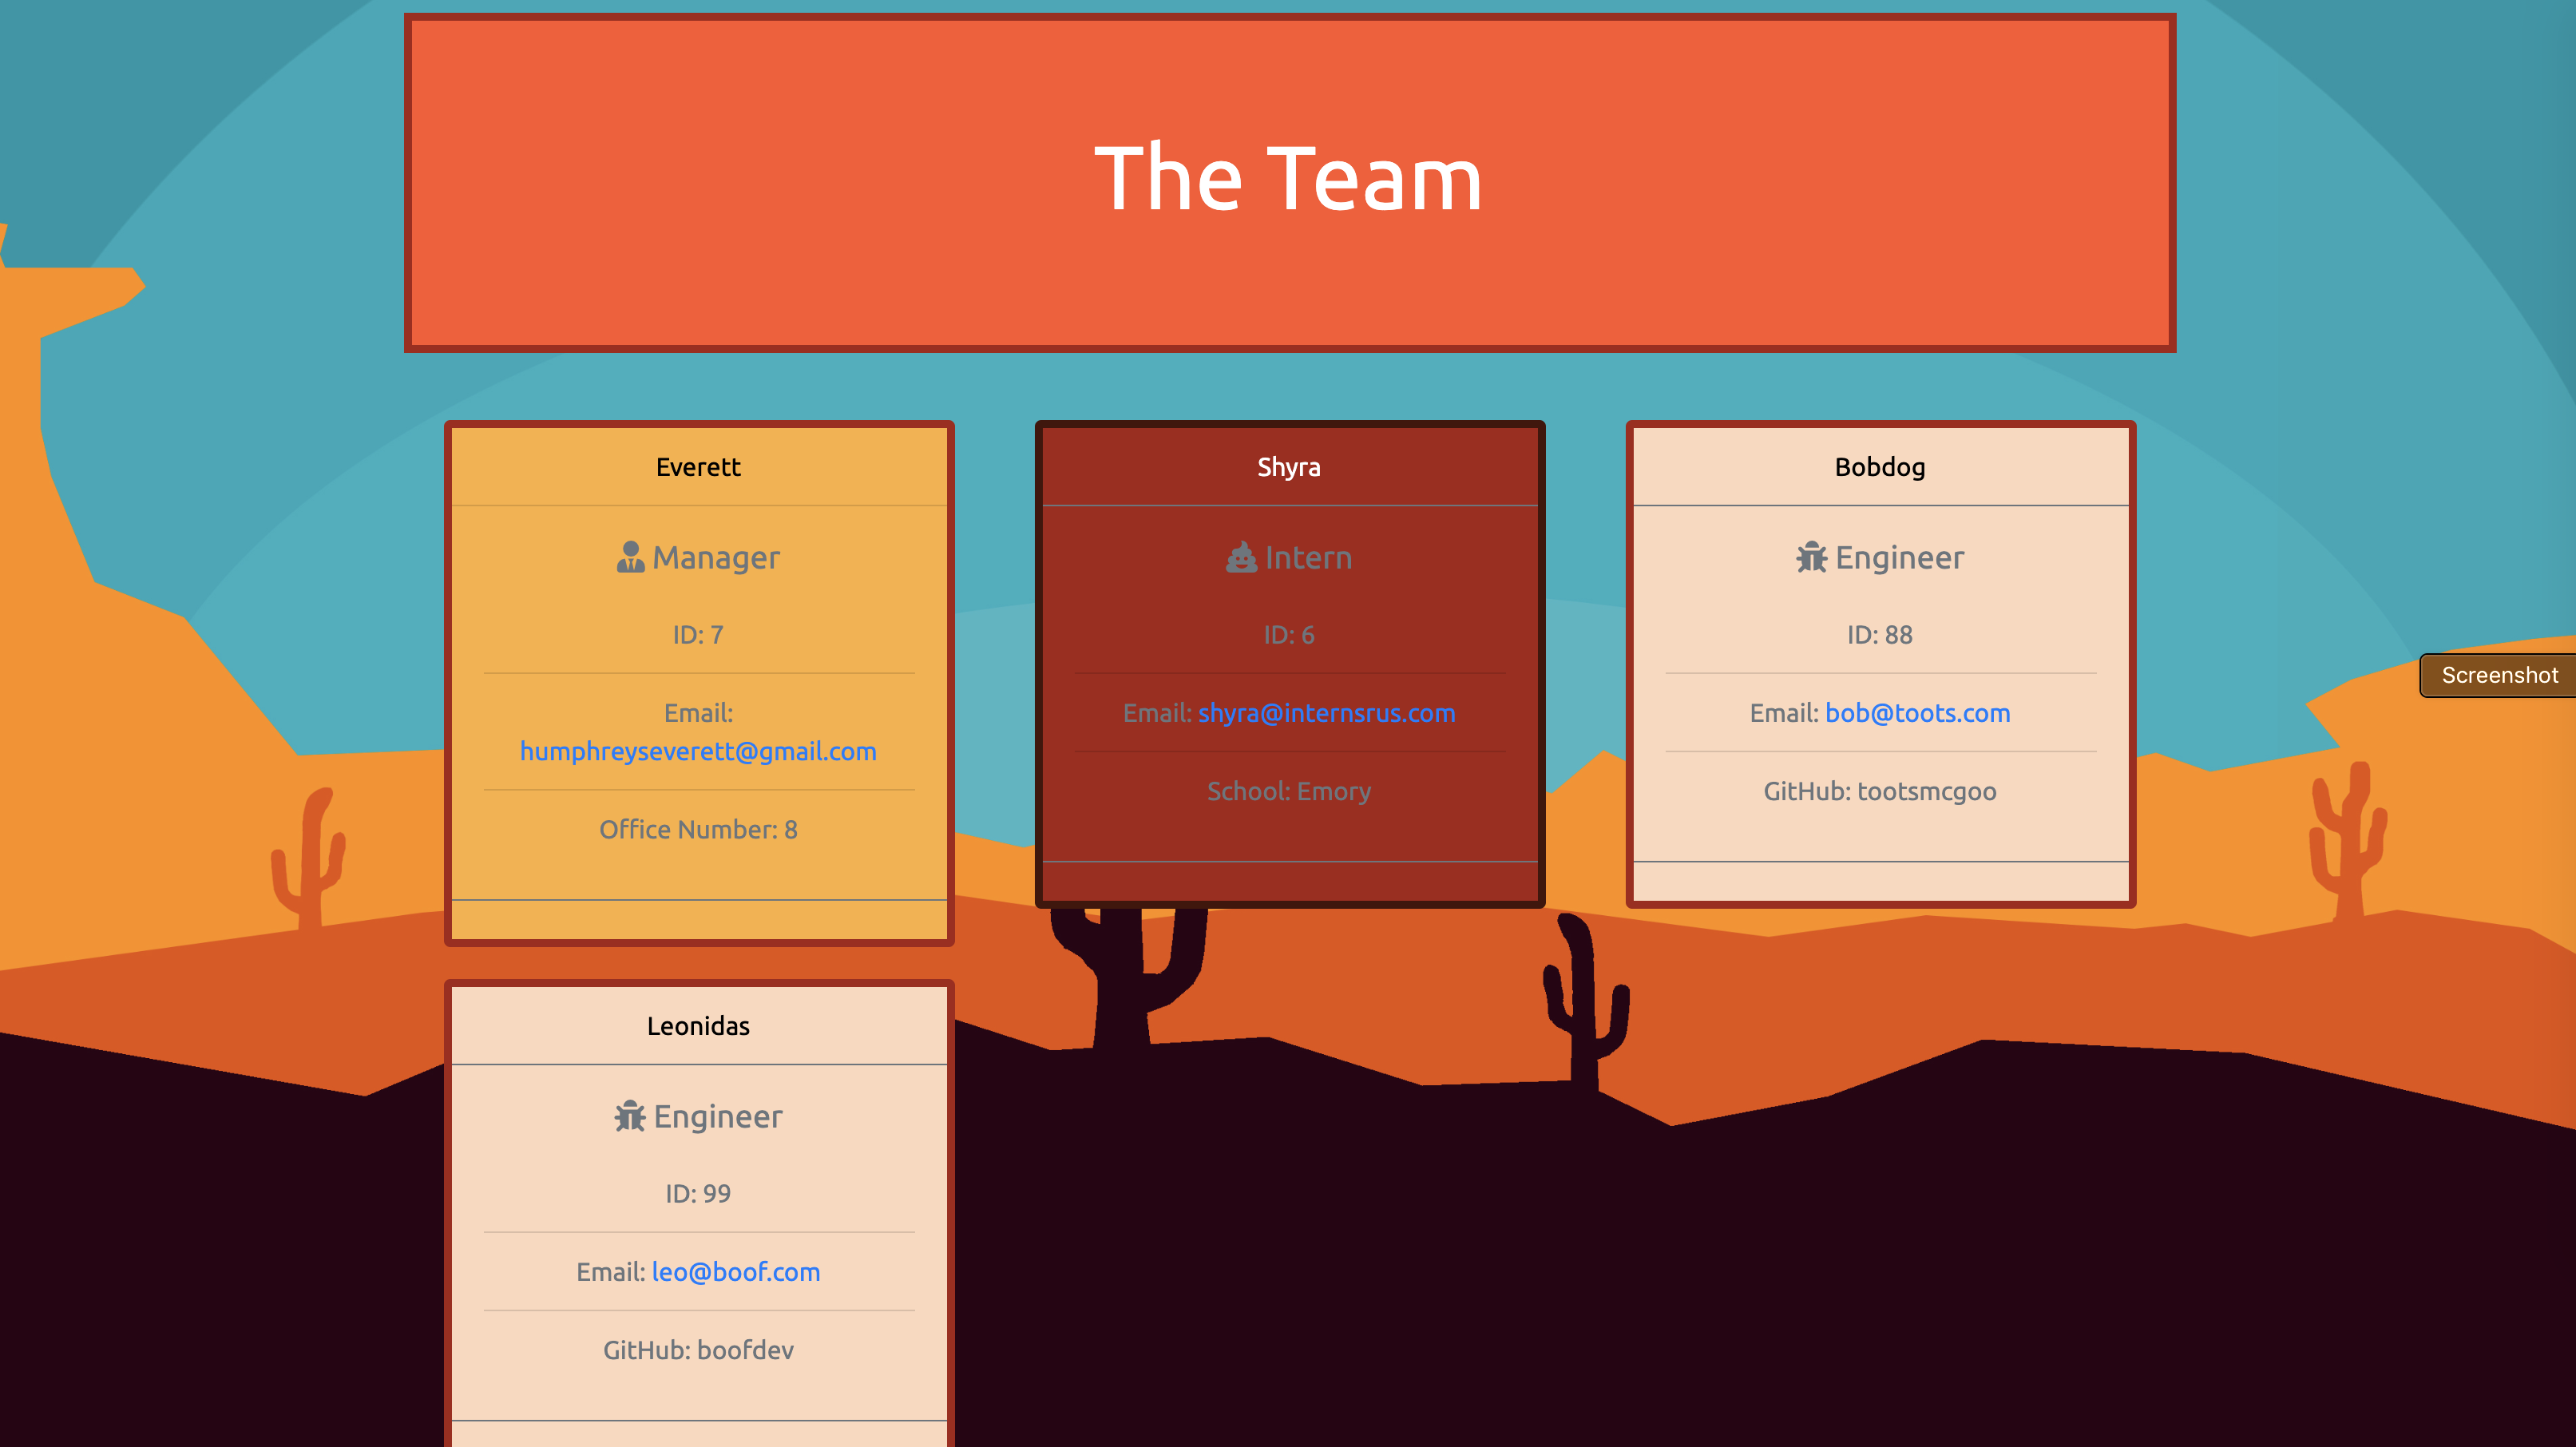 The Team
Everett
Manager
ID: 7
Email:
humphreyseverett@gmail.com
Office Number: 8
Shyra
Intern
ID: 6
Email: shyra@internsrus.com
School: Emory
Bobdog
Engineer
ID: 88
Email: bob@toots.com
GitHub: tootsmcgoo
Screenshot
Leonidas
Engineer
ID: 99
Email: leo@boof.com
GitHub: boofdev